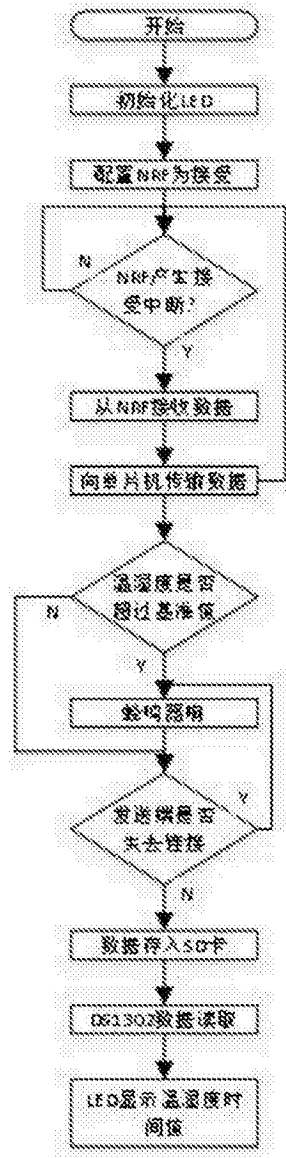 开始
初始化LED
配置NRF为接受
NRF产生接
受中断?
N
Y
从NRF接收数据
向单片机传输数据
温湿度是否
超过基准值
N
Y
蜂鸣器响
发送端是否
失去链接
Y
N
数据存入SD卡
DS1302数据读取
LED显示温湿度时
间值